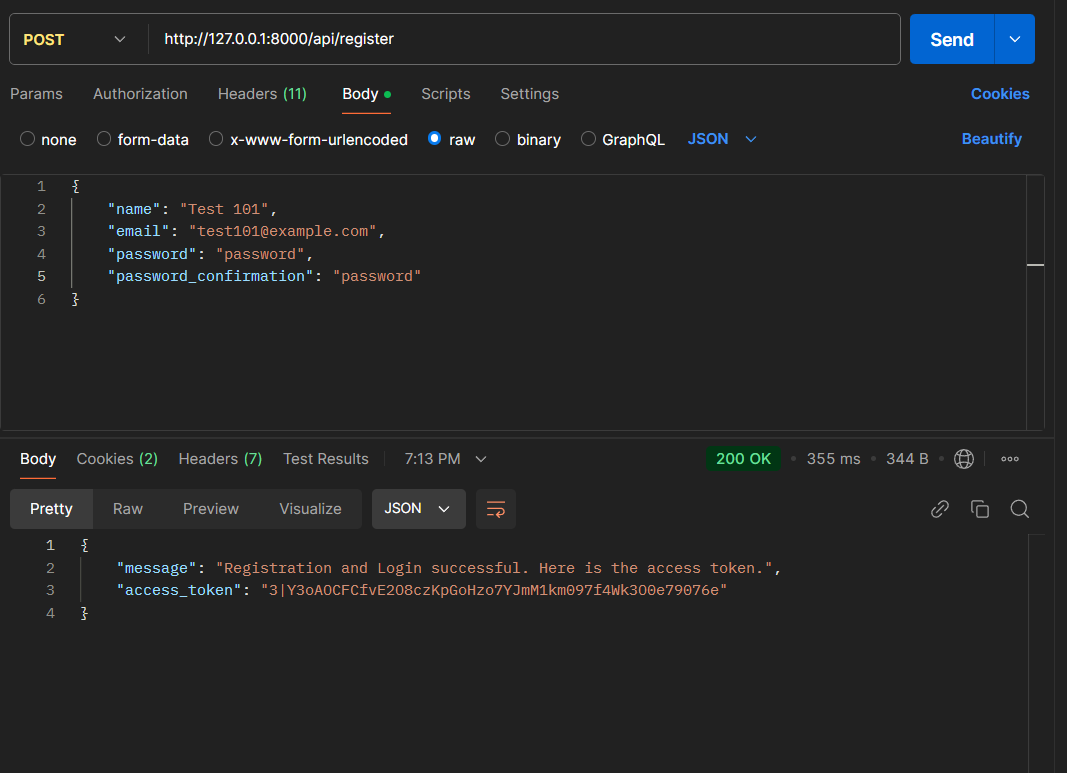 POST http://127.0.0.1:8000/api/register Send
Params Authorization Headers (11) Body Scripts Settings Cookies
none form-data x-www-form-urlencoded raw binary GraphQL JSON Beautify
1 {
2 "name": "Test 101",
3 "email": "test101@example.com",
4 "password": "password",
5 "password_confirmation": "password"
6 }
Body Cookies (2) Headers (7) Test Results 7:13 PM 200 OK • 355 ms • 344 B •
Pretty Raw Preview Visualize JSON
1 {
2 "message": "Registration and Login successful. Here is the access token.",
3 "access_token": "3|Y3oAOCFCfvE2O8czKpGoHzo7YJmM1km097f4Wk3O0e79076e"
4 }